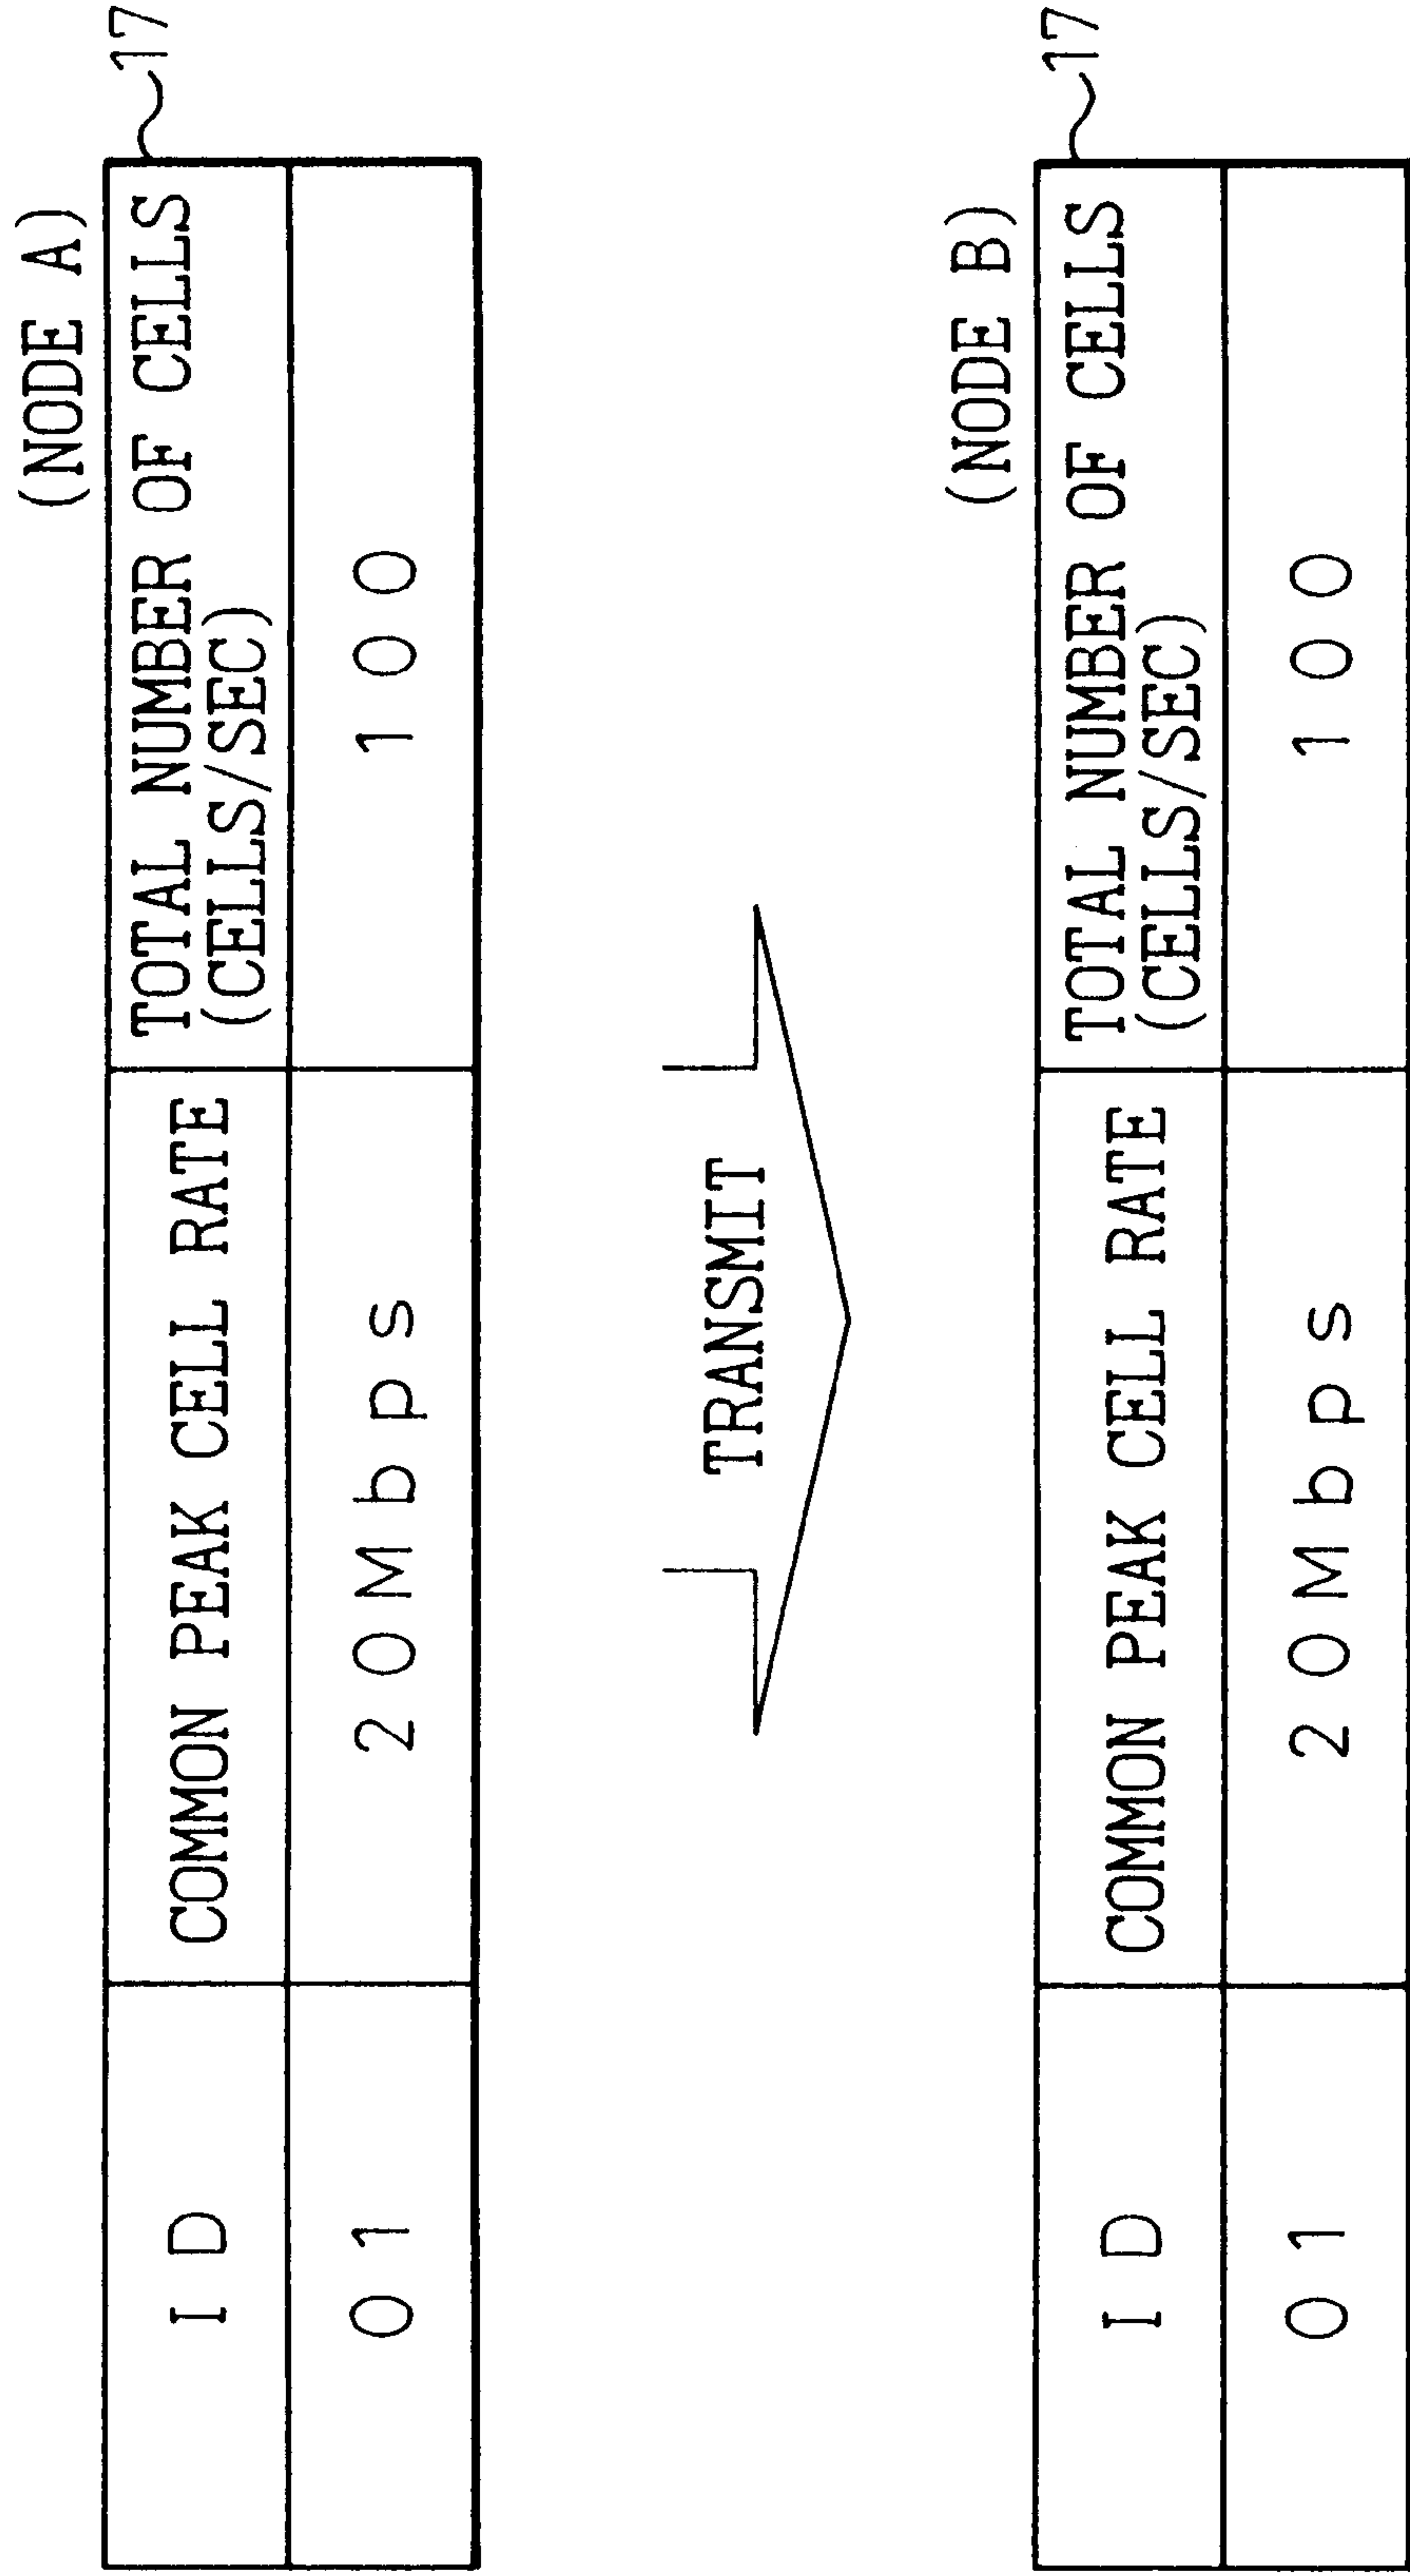 (NODE A)
17
ID
COMMON PEAK CELL RATE
TOTAL NUMBER OF CELLS
(CELLS/SEC)
01
20Mbps
100
TRANSMIT
(NODE B)
17
ID
COMMON PEAK CELL RATE
TOTAL NUMBER OF CELLS
(CELLS/SEC)
01
20Mbps
100